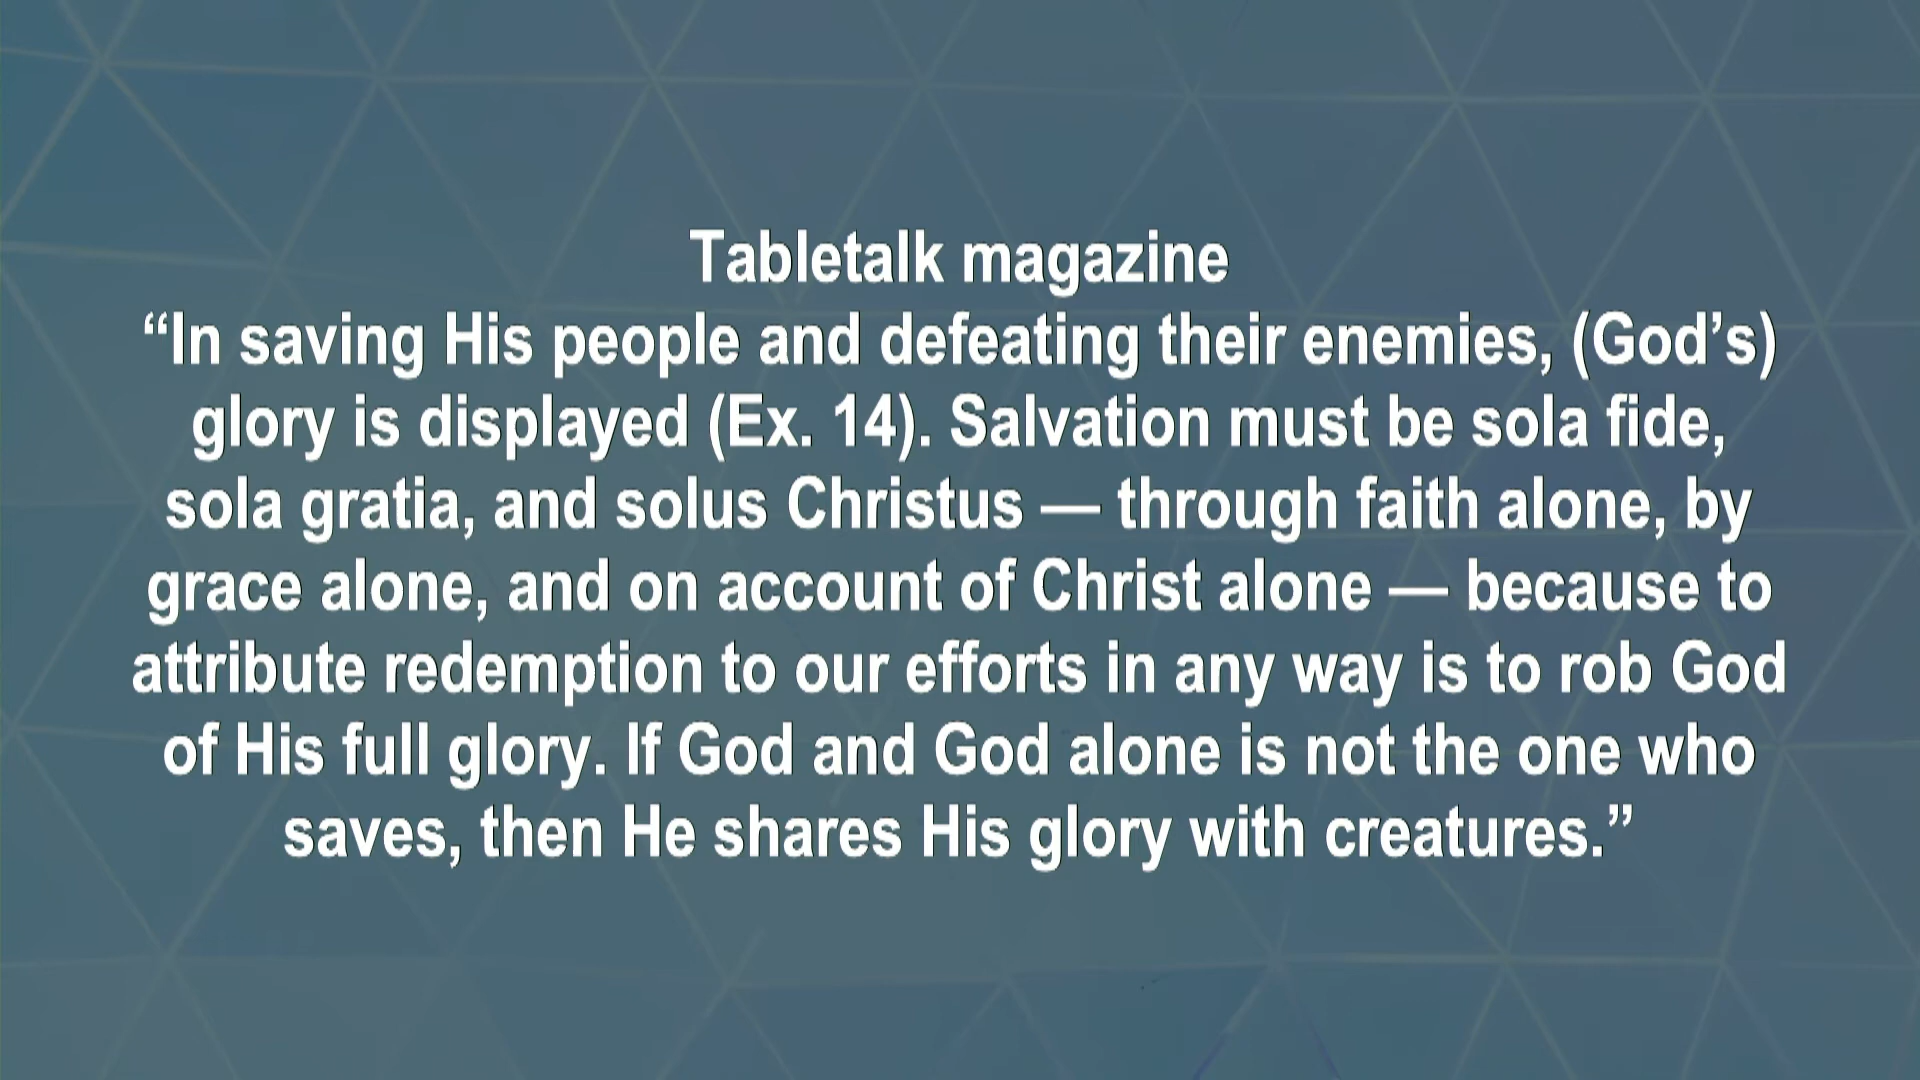 Tabletalk magazine
“In saving His people and defeating their enemies, (God’s)
glory is displayed (Ex. 14). Salvation must be sola fide,
sola gratia, and solus Christus — through faith alone, by
grace alone, and on account of Christ alone — because to
attribute redemption to our efforts in any way is to rob God
of His full glory. If God and God alone is not the one who
saves, then He shares His glory with creatures.”